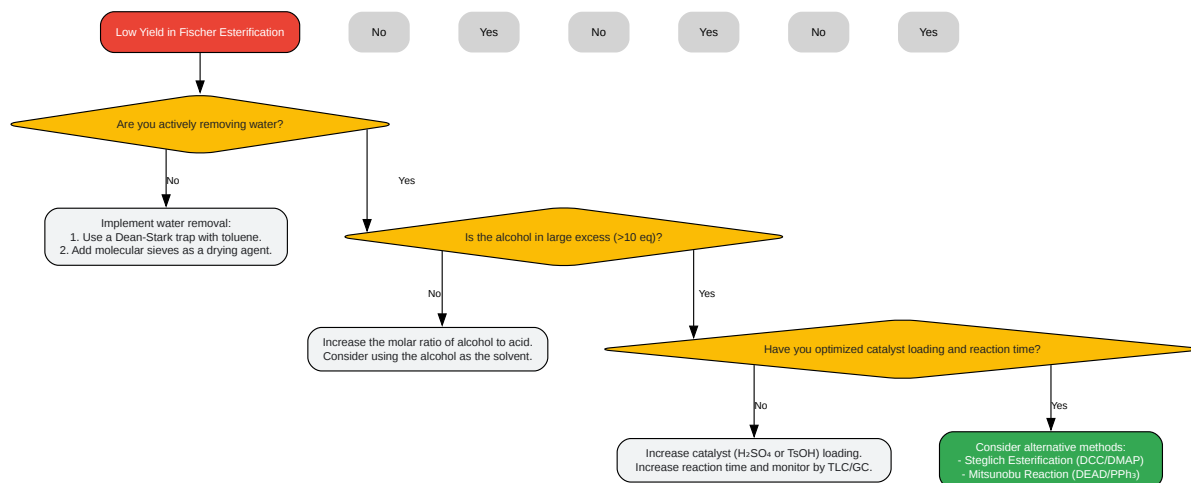 Low Yield in Fischer Esterification
No
Yes
No
Yes
No
Yes
Are you actively removing water?
No
Yes
Implement water removal:
1. Use a Dean-Stark trap with toluene.
2. Add molecular sieves as a drying agent.
Is the alcohol in large excess (>10 eq)?
No
Yes
Increase the molar ratio of alcohol to acid.
Consider using the alcohol as the solvent.
Have you optimized catalyst loading and reaction time?
No
Yes
Increase catalyst (H₂SO₄ or TsOH) loading.
Increase reaction time and monitor by TLC/GC.
Consider alternative methods:
- Steglich Esterification (DCC/DMAP)
- Mitsunobu Reaction (DEAD/PPh₃)